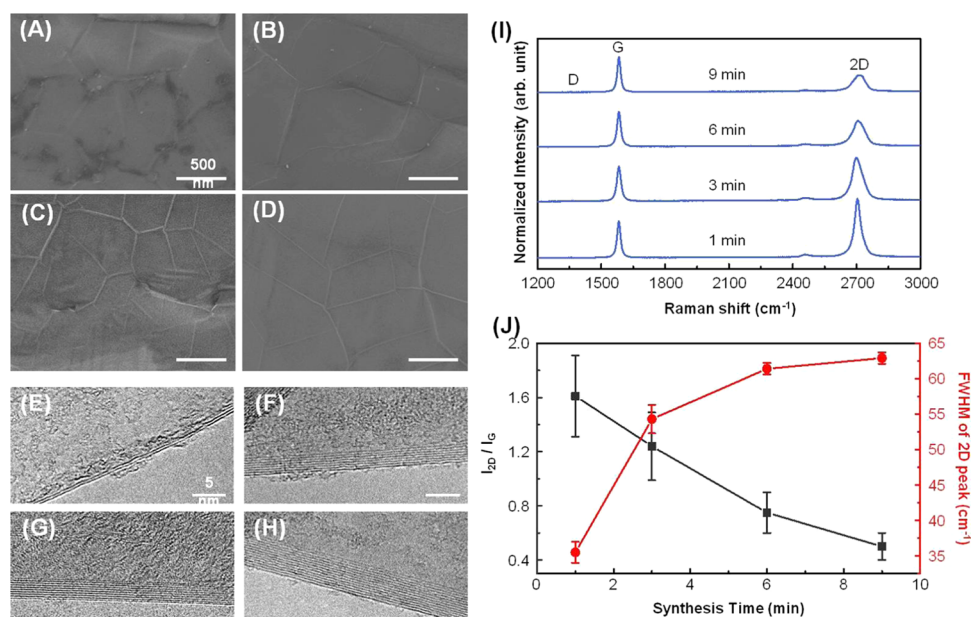 (A)
500
nm
(B)
(C)
(D)
(E)
5
nm
(F)
(G)
(H)
(I)
Normalized Intensity (arb. unit)
D
G
2D
9 min
6 min
3 min
1 min
1200 1500 1800 2100 2400 2700 3000
Raman shift (cm⁻¹)
(J)
I2D / IG
2.0
1.6
1.2
0.8
0.4
0 2 4 6 8 10
Synthesis Time (min)
65
60
55
50
45
40
35
FWHM of 2D
peak (cm⁻¹)